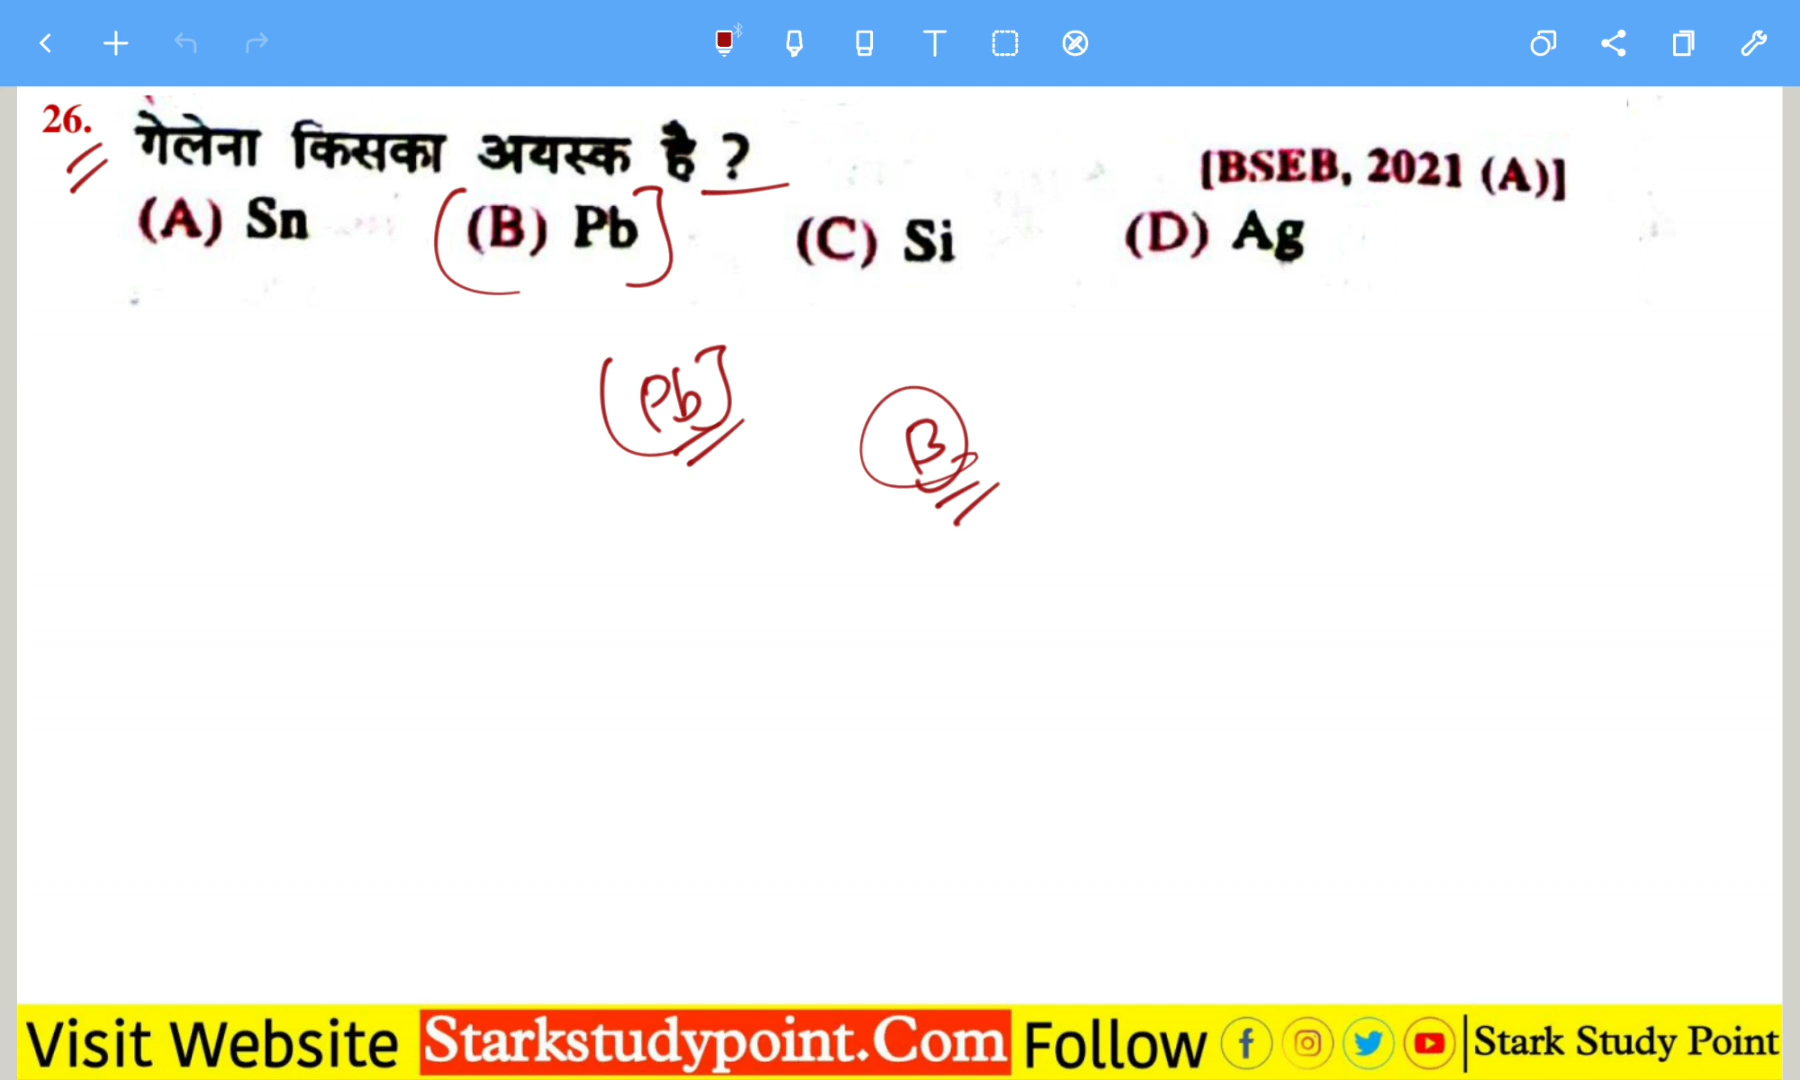 26. गेलेना किसका अयस्क है ?
[BSEB, 2021 (A)]
(A) Sn (B) Pb (C) Si (D) Ag
Pb
B
Visit Website Starkstudypoint.Com Follow Stark Study Point